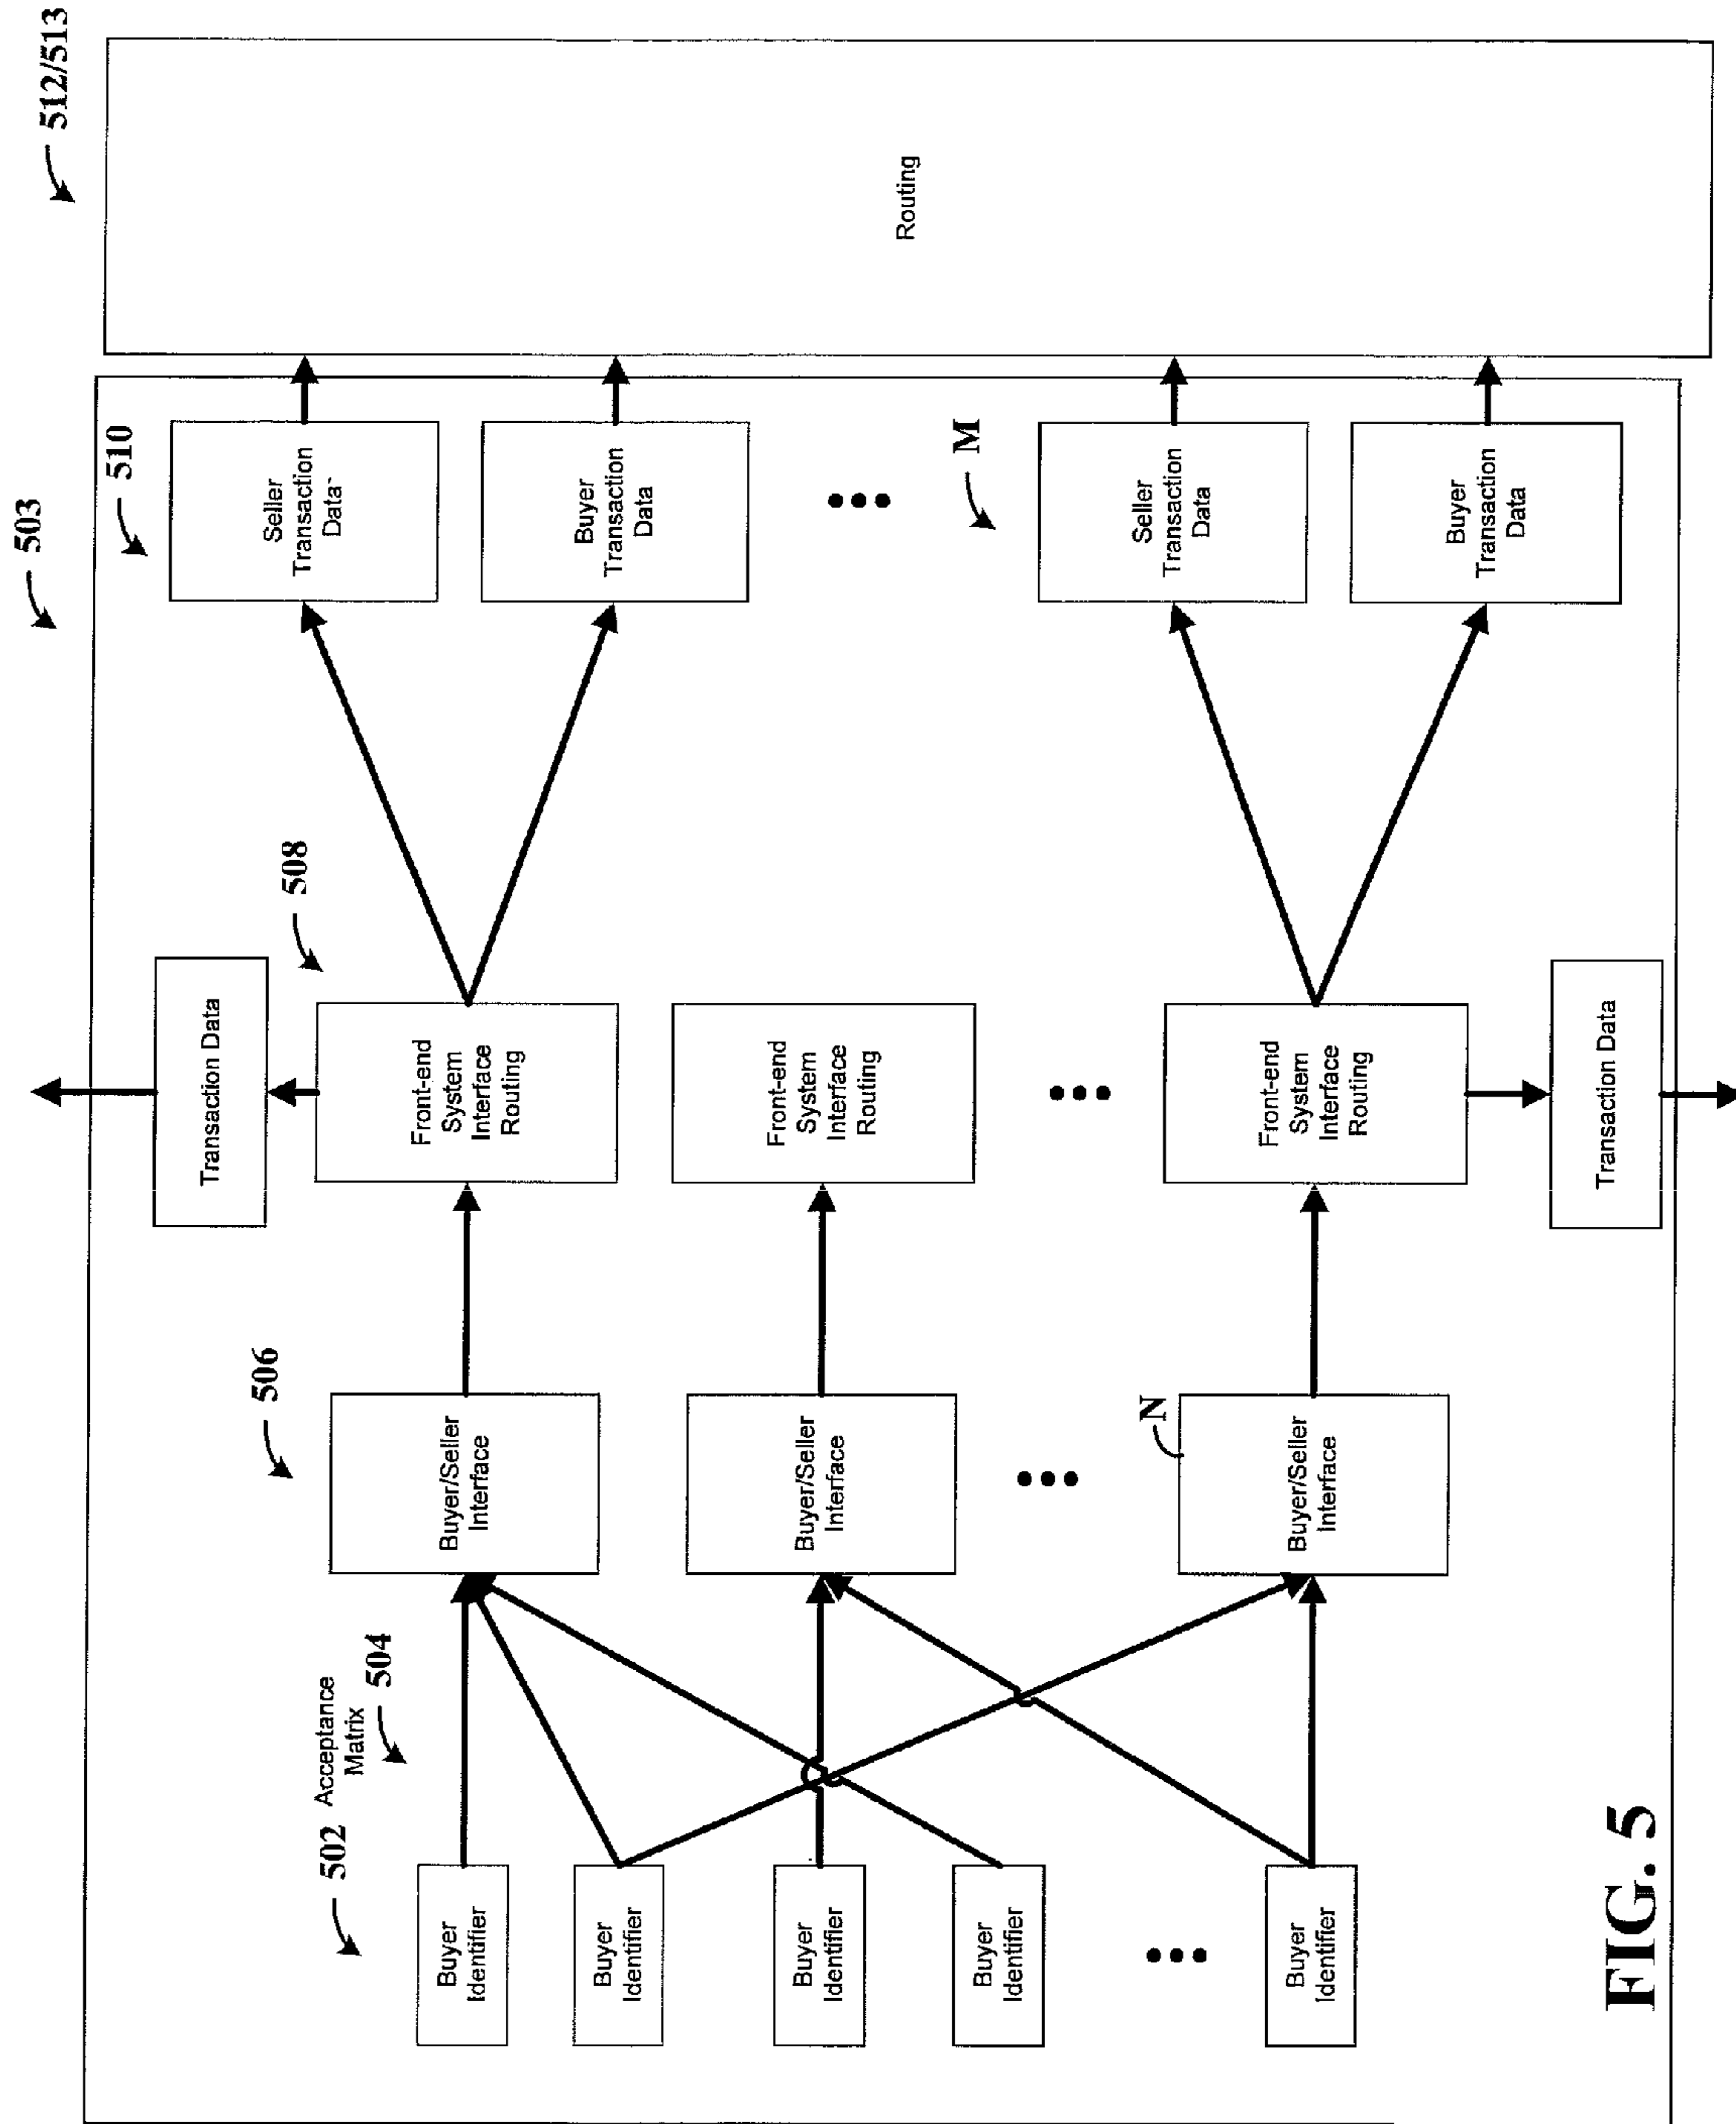 503
512/513
502
Acceptance
Matrix
504
506
508
510
Buyer
Identifier
Buyer
Identifier
Buyer
Identifier
Buyer
Identifier
Buyer
Identifier
Buyer/Seller
Interface
Buyer/Seller
Interface
N
Buyer/Seller
Interface
Transaction Data
Front-end
System
Interface
Routing
Front-end
System
Interface
Routing
Front-end
System
Interface
Routing
Transaction Data
Seller
Transaction
Data
Buyer
Transaction
Data
M
Seller
Transaction
Data
Buyer
Transaction
Data
Routing
FIG. 5